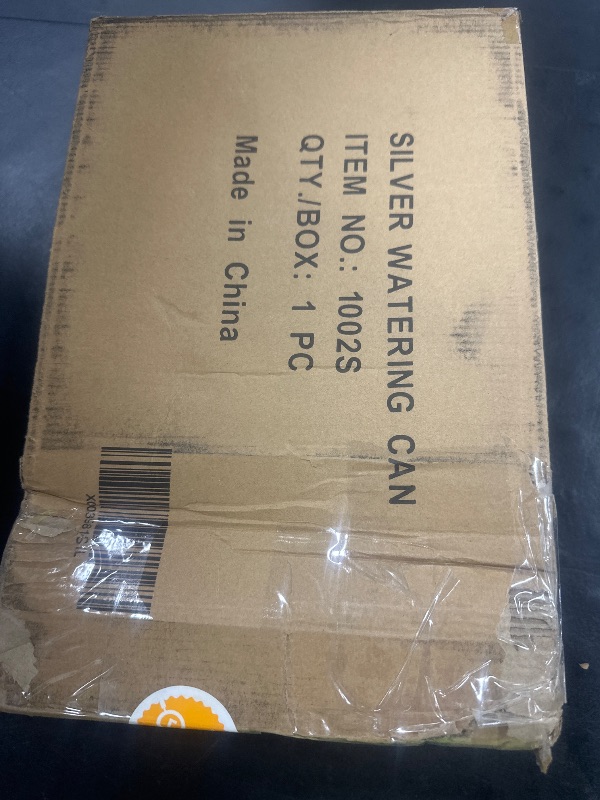 SILVER WATERING CAN
ITEM NO.: 1002S
QTY./BOX: 1 PC
Made in China